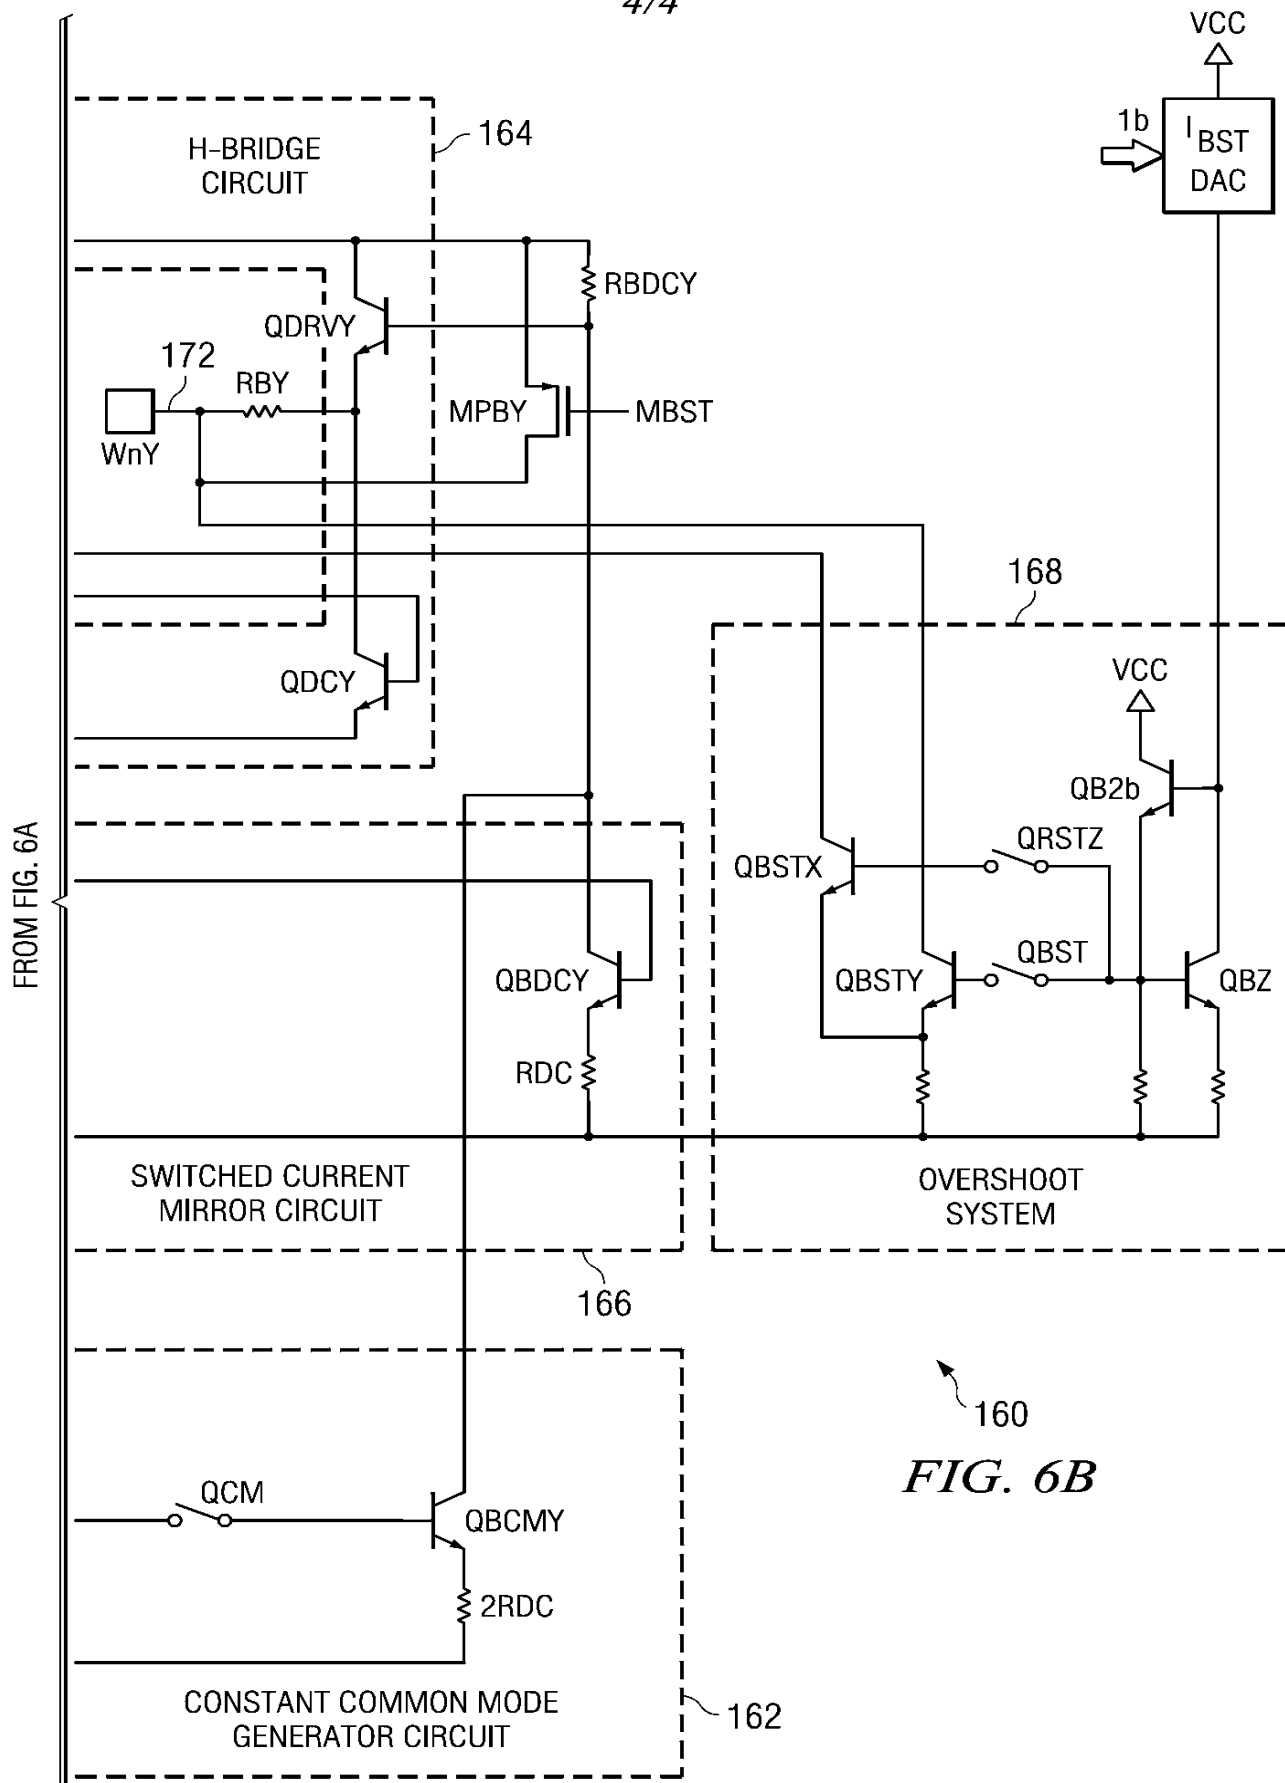 4/4
VCC
1b
I BST
DAC
H-BRIDGE
CIRCUIT
164
RBDCY
QDRVY
172
RBY
WnY
MPBY
MBST
168
QDCY
VCC
QB2b
FROM FIG. 6A
QBSTX
QRSTZ
QBDCY
QBSTY
QBST
QBZ
RDC
SWITCHED CURRENT
MIRROR CIRCUIT
OVERSHOOT
SYSTEM
166
160
FIG. 6B
QCM
QBCMY
2RDC
CONSTANT COMMON MODE
GENERATOR CIRCUIT
162